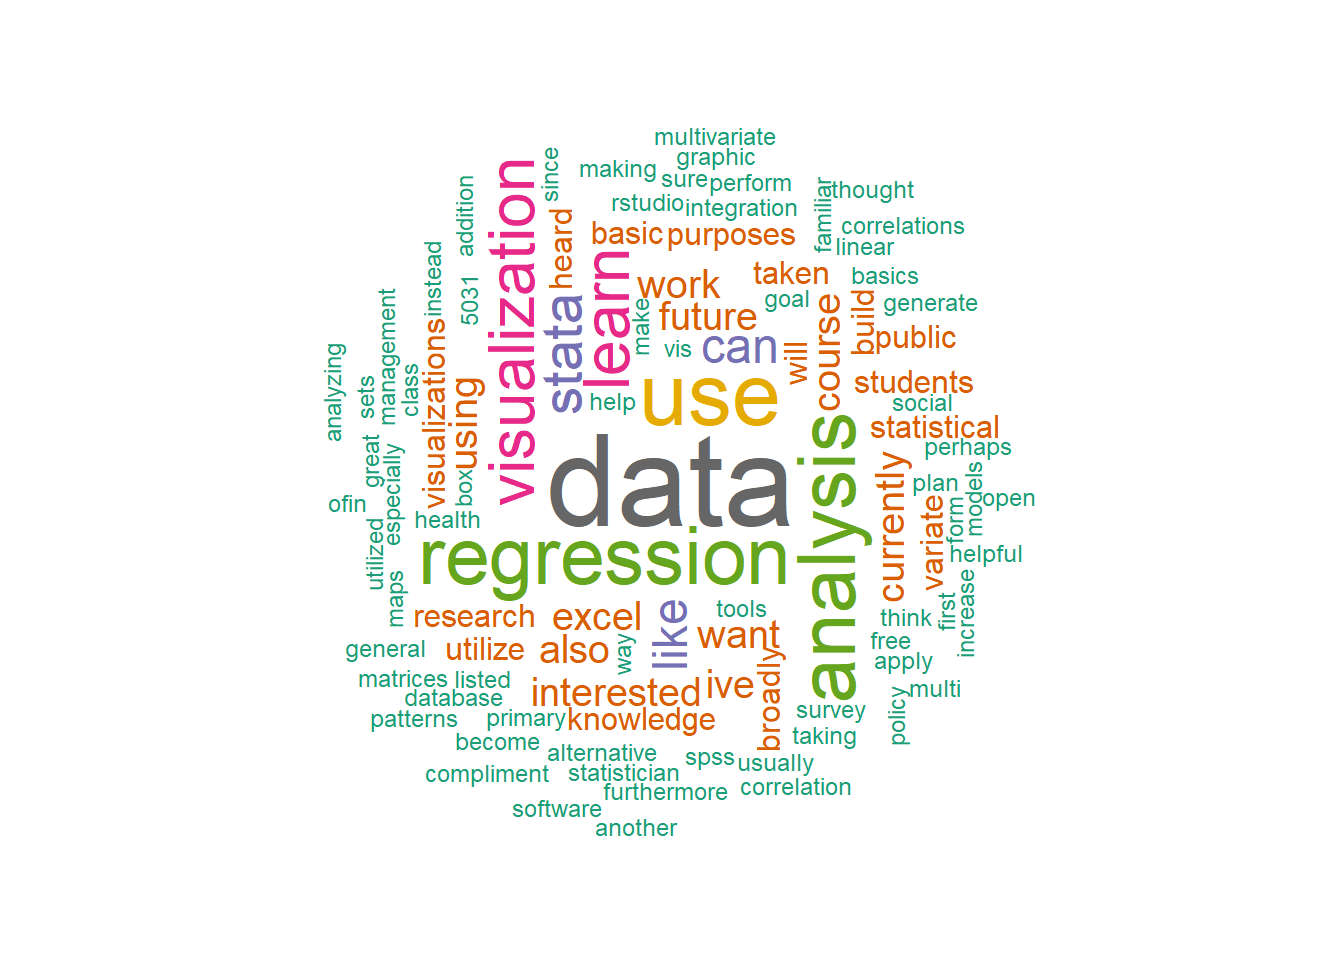 multivariate
graphic
making
sure
perform
since
addition
rstudio
integration
familiar
thought
visualization
heard
basic
purposes
correlations
linear
learn
work
taken
basics
instead
5031
stata
make
future
goal
course
build
generate
management
vis
can
will
public
analyzing
sets
class
visualizations
using
help
use
students
social
statistical
great
especially
box
data
analysis
currently
perhaps
plan
models
open
ofin
health
variate
form
utilized
regression
helpful
maps
research
excel
tools
first
increase
think
general
utilize
also
way
like
want
free
apply
matrices
listed
database
interested
ive
broadly
multi
patterns
primary
knowledge
survey
policy
become
alternative
spss
usually
taking
compliment
statistician
furthermore
correlation
software
another